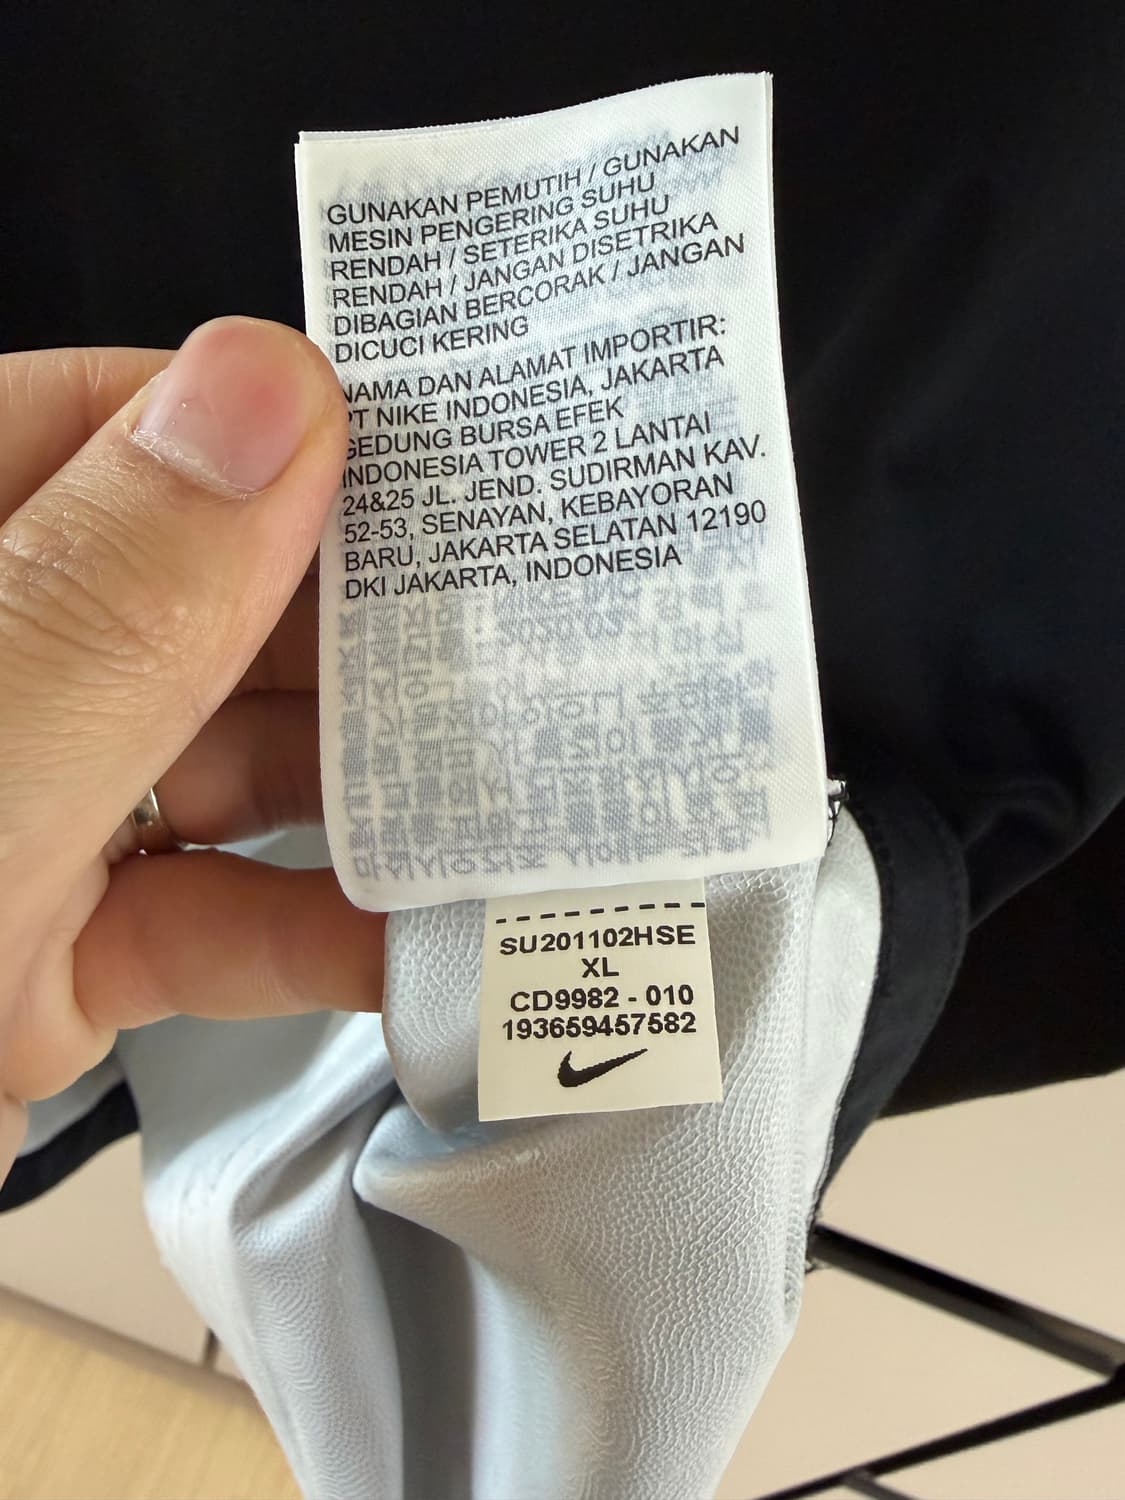 GUNAKAN PEMUTIH / GUNAKAN
MESIN PENGERING SUHU
RENDAH / SETERIKA SUHU
RENDAH / JANGAN DISETRIKA
DIBAGIAN BERCORAK / JANGAN
DICUCI KERING
NAMA DAN ALAMAT IMPORTIR:
PT NIKE INDONESIA, JAKARTA
GEDUNG BURSA EFEK
INDONESIA TOWER 2 LANTAI
24&25 JL. JEND. SUDIRMAN KAV.
52-53, SENAYAN, KEBAYORAN
BARU, JAKARTA SELATAN 12190
DKI JAKARTA, INDONESIA
SU201102HSE
XL
CD9982 - 010
193659457582